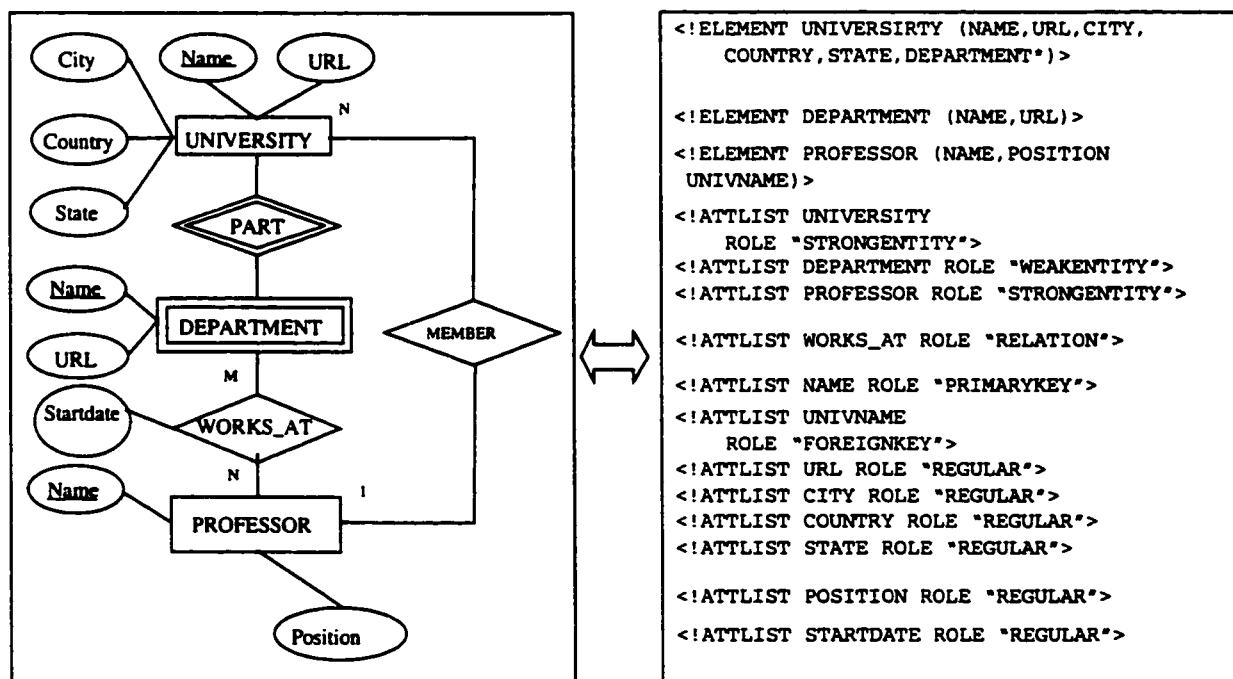 City
Name
URL
N
Country
UNIVERSITY
State
PART
Name
DEPARTMENT
MEMBER
URL
M
Startdate
WORKS_AT
N
Name
1
PROFESSOR
Position
<!ELEMENT UNIVERSIRTY (NAME,URL,CITY,
COUNTRY,STATE,DEPARTMENT*)>
<!ELEMENT DEPARTMENT (NAME,URL)>
<!ELEMENT PROFESSOR (NAME,POSITION
UNIVNAME)>
<!ATTLIST UNIVERSITY
ROLE "STRONGENTITY">
<!ATTLIST DEPARTMENT ROLE "WEAKENTITY">
<!ATTLIST PROFESSOR ROLE "STRONGENTITY">
<!ATTLIST WORKS_AT ROLE "RELATION">
<!ATTLIST NAME ROLE "PRIMARYKEY">
<!ATTLIST UNIVNAME
ROLE "FOREIGNKEY">
<!ATTLIST URL ROLE "REGULAR">
<!ATTLIST CITY ROLE "REGULAR">
<!ATTLIST COUNTRY ROLE "REGULAR">
<!ATTLIST STATE ROLE "REGULAR">
<!ATTLIST POSITION ROLE "REGULAR">
<!ATTLIST STARTDATE ROLE "REGULAR">